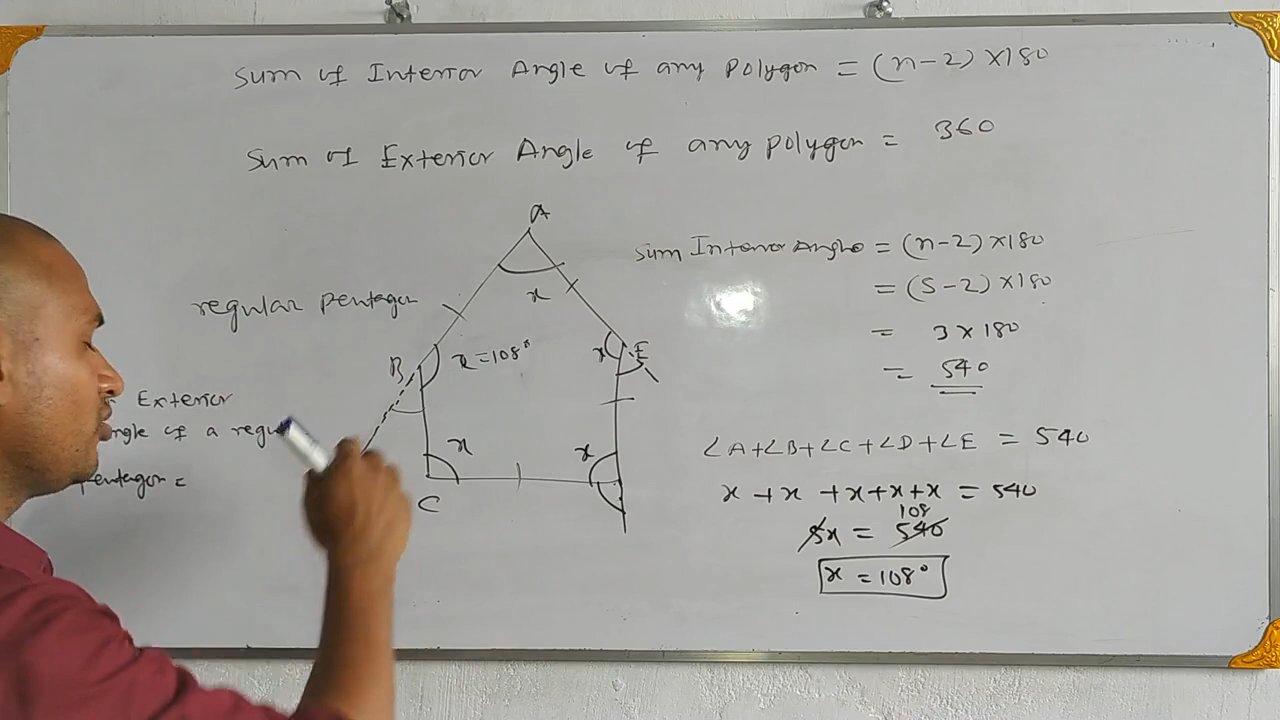 Sum of Interior Angle of any Polygon = (n-2)×180
Sum of Exterior Angle of any polygon = 360
A
Sum Interior Angle = (n-2)×180
= (5-2)×180
= 3×180
= 540
regular pentagon
x
B
x=108°
x
E
Exterior
of a
pentagon =
x
x
C
∠A+∠B+∠C+∠D+∠E = 540
x+x+x+x+x = 540
108
5x = 540
x = 108°